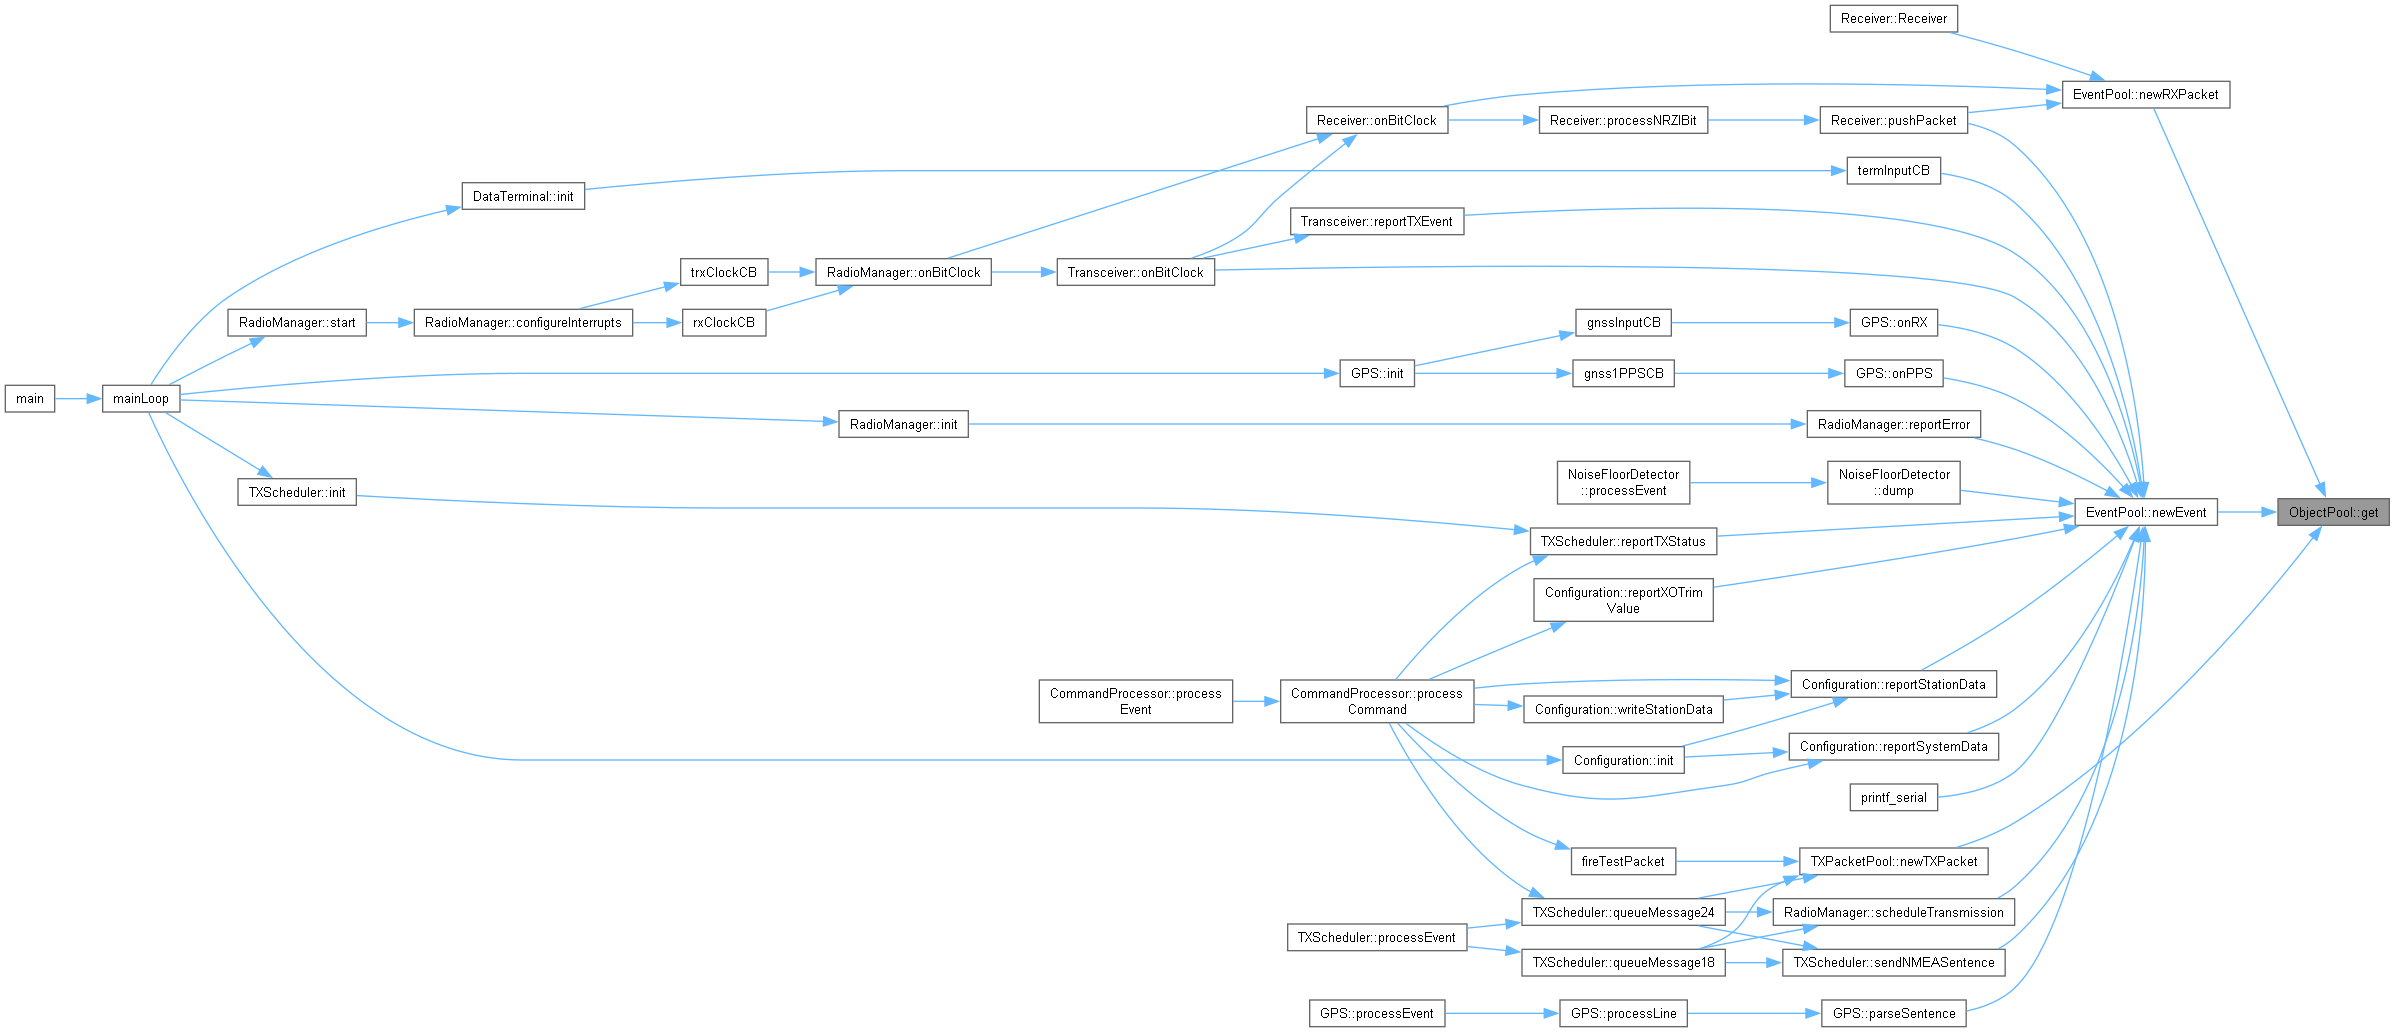 Receiver::Receiver
EventPool::newRXPacket
Receiver::onBitClock
Receiver::processNRZIBit
Receiver::pushPacket
termInputCB
DataTerminal::init
Transceiver::reportTXEvent
trxClockCB
RadioManager::onBitClock
Transceiver::onBitClock
RadioManager::start
RadioManager::configureInterrupts
rxClockCB
gnssInputCB
GPS::onRX
GPS::init
gnss1PPSCB
GPS::onPPS
main
mainLoop
RadioManager::init
RadioManager::reportError
NoiseFloorDetector
::processEvent
NoiseFloorDetector
::dump
TXScheduler::init
EventPool::newEvent
ObjectPool::get
TXScheduler::reportTXStatus
Configuration::reportXOTrim
Value
CommandProcessor::process
Event
CommandProcessor::process
Command
Configuration::reportStationData
Configuration::writeStationData
Configuration::reportSystemData
Configuration::init
printf_serial
fireTestPacket
TXPacketPool::newTXPacket
TXScheduler::queueMessage24
RadioManager::scheduleTransmission
TXScheduler::processEvent
TXScheduler::queueMessage18
TXScheduler::sendNMEASentence
GPS::processEvent
GPS::processLine
GPS::parseSentence